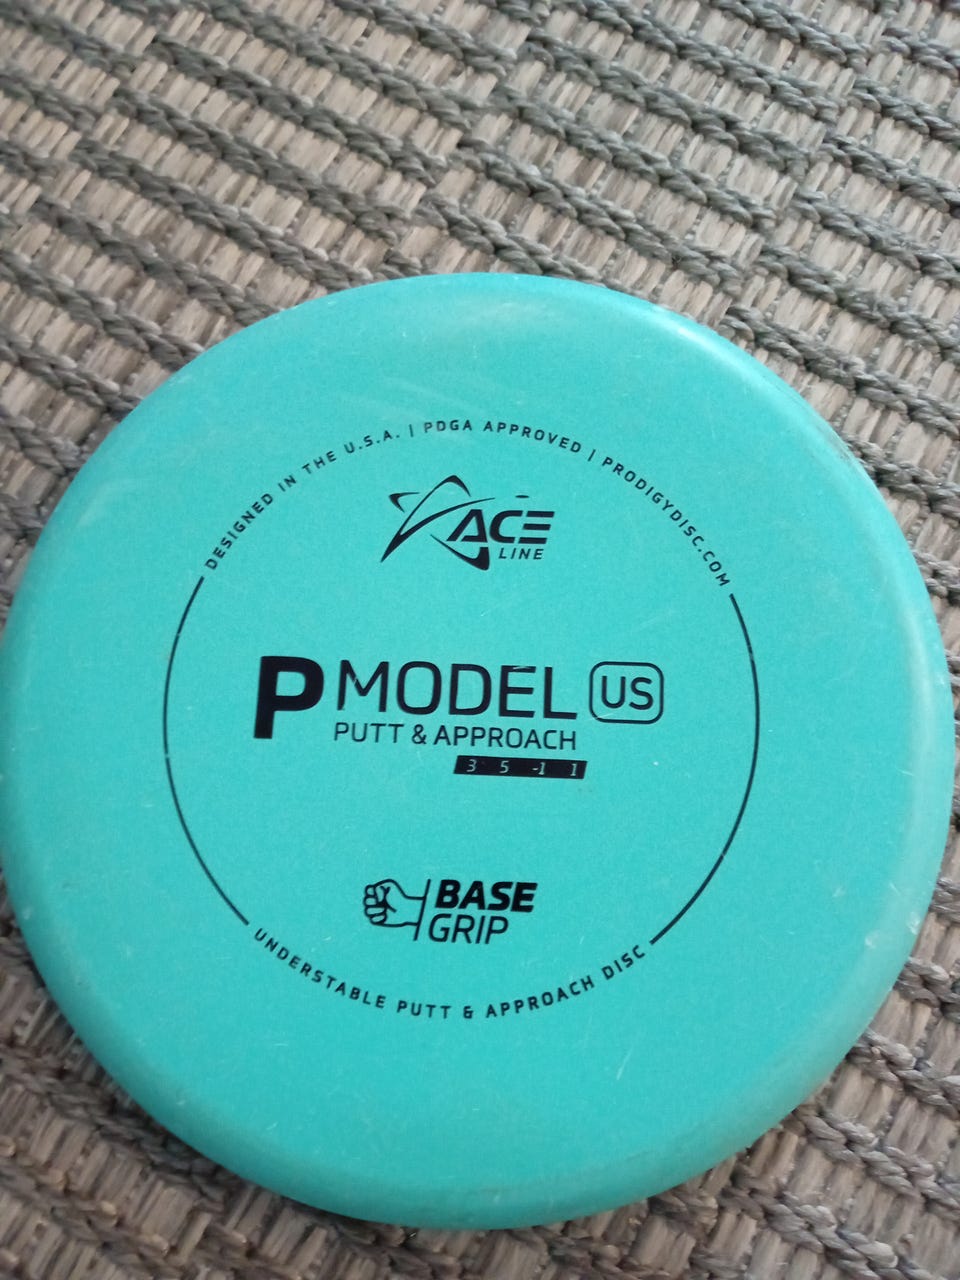 DESIGNED IN THE U.S.A. | PDGA APPROVED | PRODIGYDISC.COM
ACE
LINE
P MODEL US
PUTT & APPROACH
3 5 -1 1
BASE
GRIP
UNDERSTABLE PUTT & APPROACH DISC